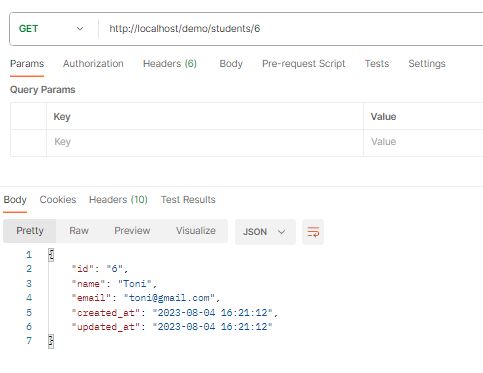 GET http://localhost/demo/students/6
Params Authorization Headers (6) Body Pre-request Script Tests Settings
Query Params
Key Value
Key Value
Body Cookies Headers (10) Test Results
Pretty Raw Preview Visualize JSON
1 {
2 "id": "6",
3 "name": "Toni",
4 "email": "toni@gmail.com",
5 "created_at": "2023-08-04 16:21:12",
6 "updated_at": "2023-08-04 16:21:12"
7 }